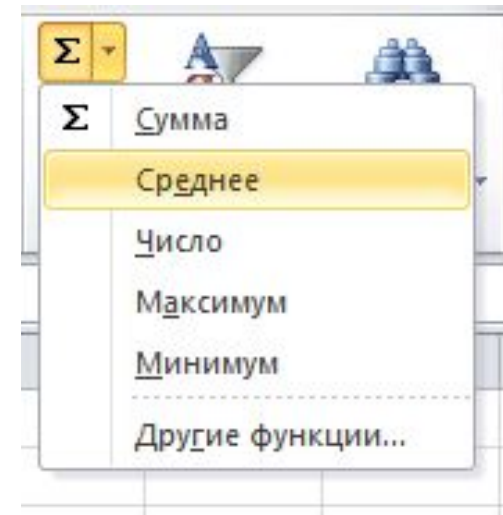 Σ
Σ Сумма
Среднее
Число
Максимум
Минимум
Другие функции...